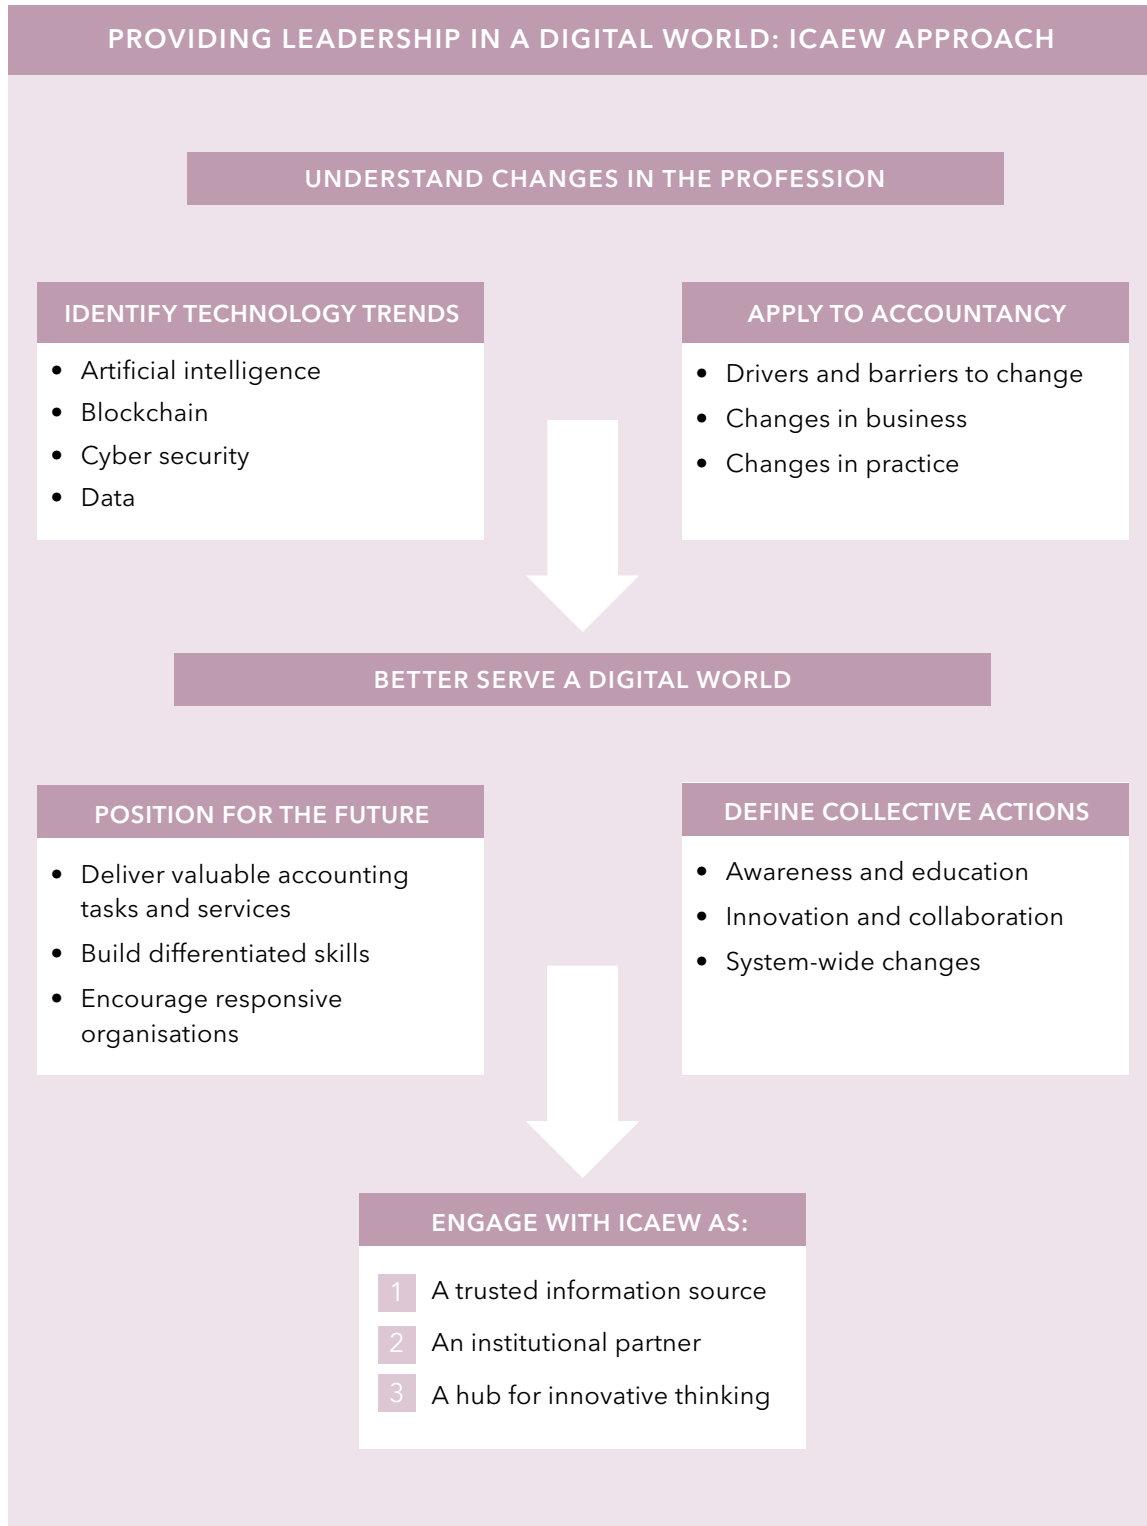 PROVIDING LEADERSHIP IN A DIGITAL WORLD: ICAEW APPROACH
UNDERSTAND CHANGES IN THE PROFESSION
IDENTIFY TECHNOLOGY TRENDS
• Artificial intelligence
• Blockchain
• Cyber security
• Data
APPLY TO ACCOUNTANCY
• Drivers and barriers to change
• Changes in business
• Changes in practice
BETTER SERVE A DIGITAL WORLD
POSITION FOR THE FUTURE
• Deliver valuable accounting
tasks and services
• Build differentiated skills
• Encourage responsive
organisations
DEFINE COLLECTIVE ACTIONS
• Awareness and education
• Innovation and collaboration
• System-wide changes
ENGAGE WITH ICAEW AS:
1 A trusted information source
2 An institutional partner
3 A hub for innovative thinking